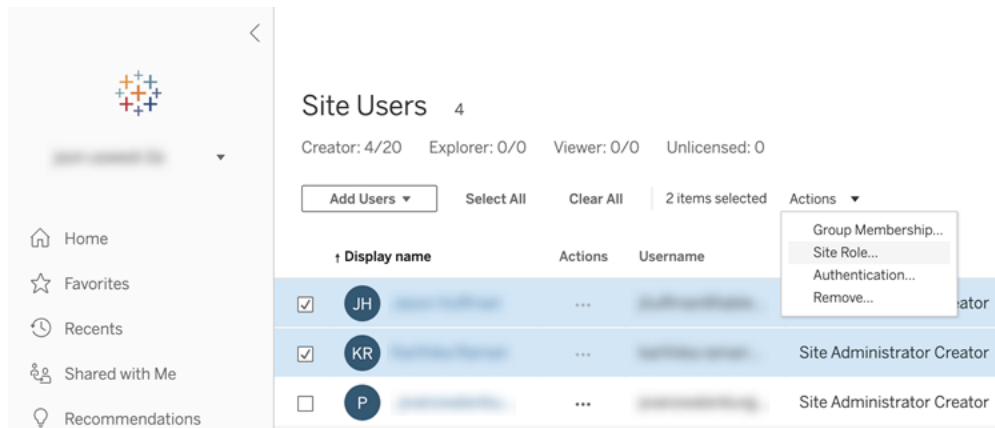 Site Users 4
Creator: 4/20 Explorer: 0/0 Viewer: 0/0 Unlicensed: 0
Add Users ▼ Select All Clear All 2 items selected Actions ▼
Group Membership...
Site Role...
Authentication...
Remove...
↑ Display name Actions Username
JH ... ator
KR ... Site Administrator Creator
P ... Site Administrator Creator
Home
Favorites
Recents
Shared with Me
Recommendations